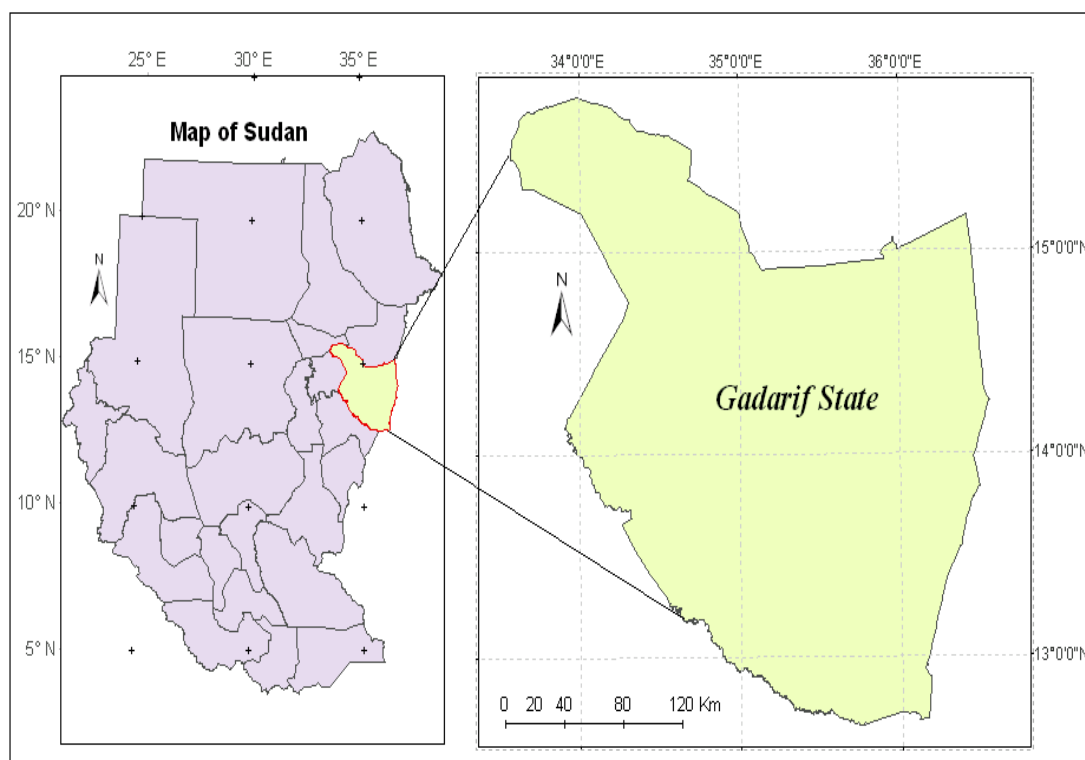 25° E 30° E 35° E
Map of Sudan
20° N
15° N
10° N
5° N
N
34°0'0"E 35°0'0"E 36°0'0"E
15°0'0"N
14°0'0"N
13°0'0"N
N
Gadarif State
0 20 40 80 120 Km